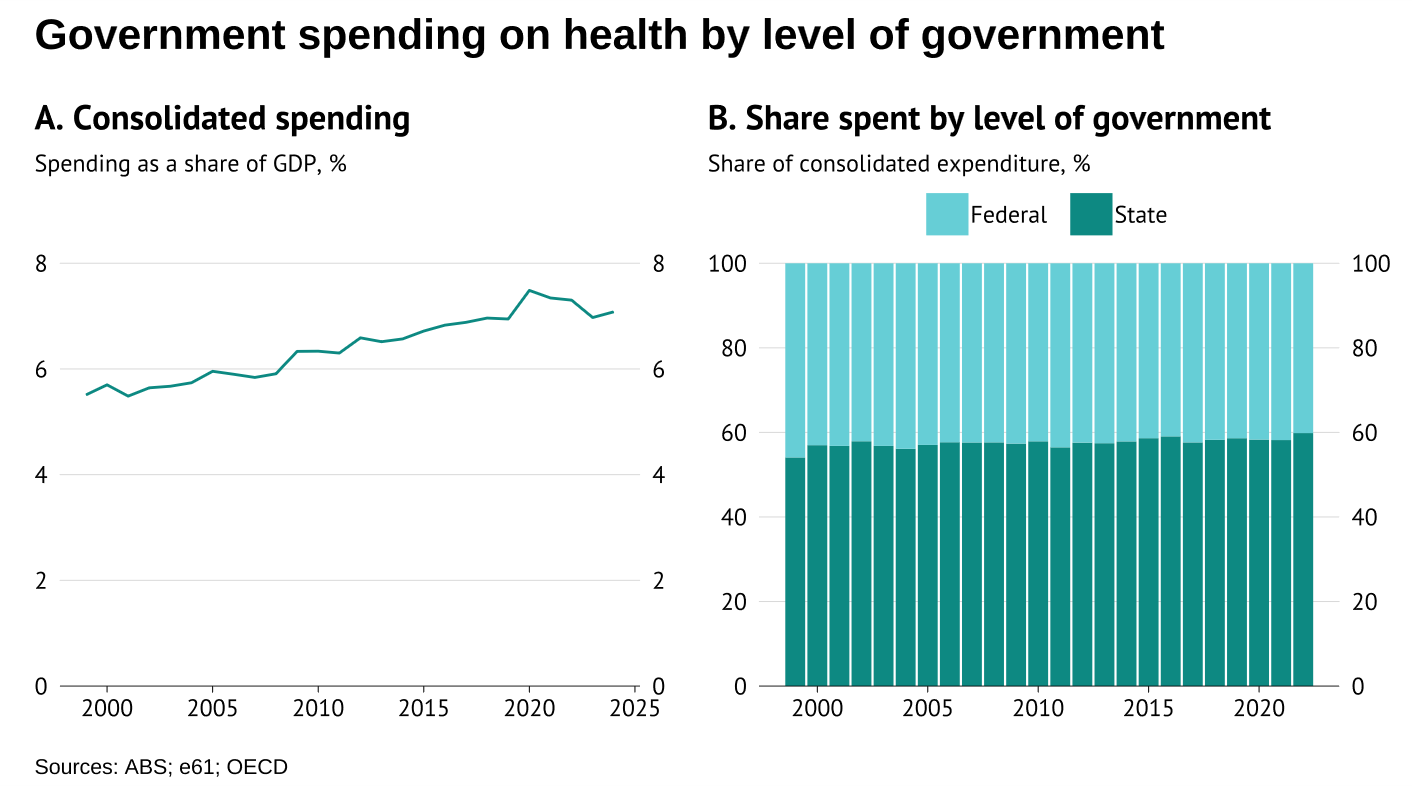 Government spending on health by level of government
A. Consolidated spending
Spending as a share of GDP, %
8 8
6 6
4 4
2 2
0 0
2000 2005 2010 2015 2020 2025
B. Share spent by level of government
Share of consolidated expenditure, %
Federal State
100 100
80 80
60 60
40 40
20 20
0 0
2000 2005 2010 2015 2020
Sources: ABS; e61; OECD